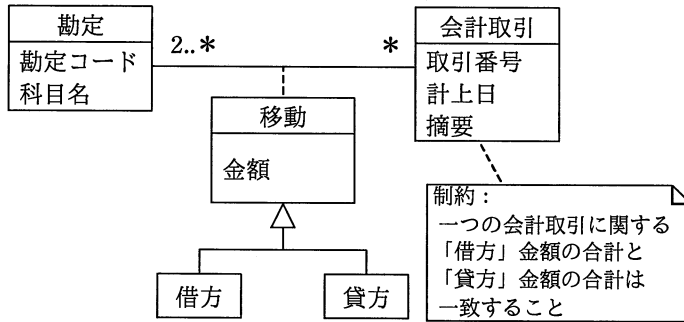 勘定
勘定コード
科目名
2..*
*
会計取引
取引番号
計上日
摘要
移動
金額
借方
貸方
制約：
一つの会計取引に関する
「借方」金額の合計と
「貸方」金額の合計は
一致すること